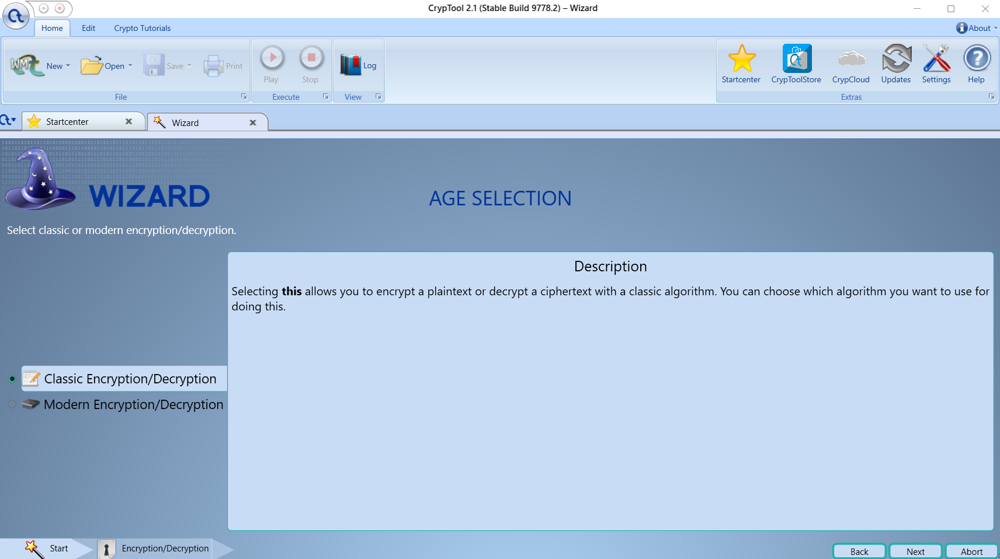 CrypTool 2.1 (Stable Build 9778.2) – Wizard
Home Edit Crypto Tutorials About
New Open Save Print Play Stop Log Startcenter CrypToolStore CrypCloud Updates Settings Help
File Execute View Extras
Startcenter Wizard
WIZARD
AGE SELECTION
Select classic or modern encryption/decryption.
Description
Selecting this allows you to encrypt a plaintext or decrypt a ciphertext with a classic algorithm. You can choose which algorithm you want to use for
doing this.
Classic Encryption/Decryption
Modern Encryption/Decryption
Start Encryption/Decryption
Back Next Abort